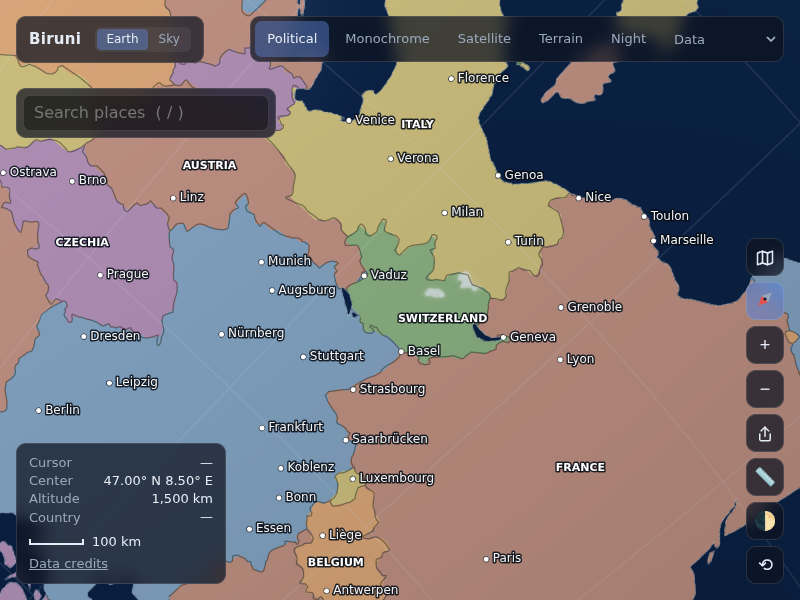 Biruni Earth Sky
Political Monochrome Satellite Terrain Night Data
Search places ( / )
Florence
Venice
ITALY
Verona
AUSTRIA
Ostrava
Brno
Genoa
Linz
Nice
Milan
Toulon
CZECHIA
Turin
Marseille
Munich
Prague
Vaduz
Augsburg
Grenoble
SWITZERLAND
Dresden
Nürnberg
Geneva
Basel
Stuttgart
Lyon
Leipzig
Strasbourg
Berlin
Frankfurt
Saarbrücken
Koblenz
FRANCE
Luxembourg
Bonn
Essen
Liège
Paris
BELGIUM
Antwerpen
Cursor —
Center 47.00° N 8.50° E
Altitude 1,500 km
Country —
100 km
Data credits
+
−